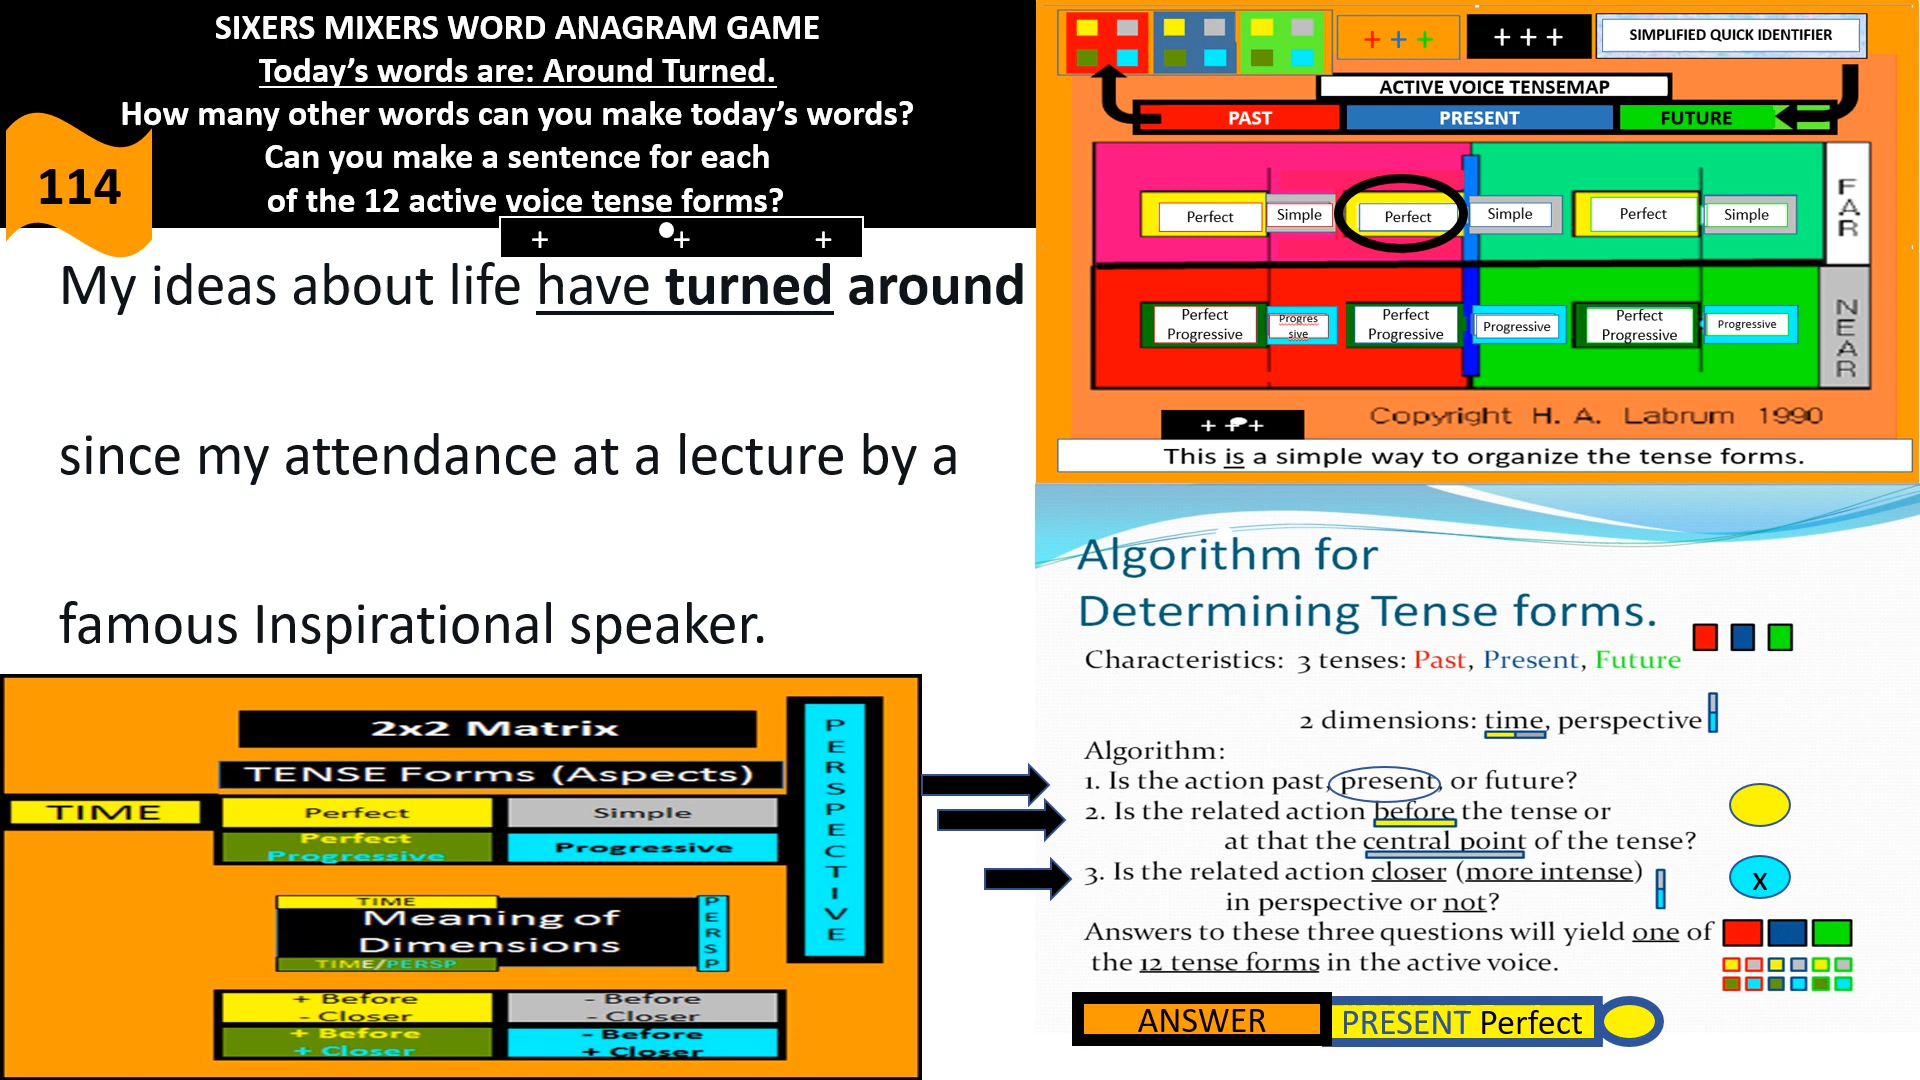 SIXERS MIXERS WORD ANAGRAM GAME
Today's words are: Around Turned.
How many other words can you make today's words?
Can you make a sentence for each
of the 12 active voice tense forms?
114
+ + +
My ideas about life have turned around
since my attendance at a lecture by a
famous Inspirational speaker.
+ + +
+ + +
SIMPLIFIED QUICK IDENTIFIER
ACTIVE VOICE TENSEMAP
PAST PRESENT FUTURE
Perfect Simple Perfect Simple Perfect Simple
FAR
Perfect Progressive Progres sive Perfect Progressive Progressive Perfect Progressive Progressive
NEAR
+ + +
Copyright H. A. Labrum 1990
This is a simple way to organize the tense forms.
2x2 Matrix
TENSE Forms (Aspects)
TIME
Perfect Simple
Perfect Progressive Progressive
PERSPECTIVE
TIME
Meaning of
Dimensions
PERSP
TIME/PERSP
+ Before - Before
- Closer - Closer
+ Before - Before
+ Closer + Closer
Algorithm for
Determining Tense forms.
Characteristics: 3 tenses: Past, Present, Future
2 dimensions: time, perspective
Algorithm:
1. Is the action past, present, or future?
2. Is the related action before the tense or
at that the central point of the tense?
3. Is the related action closer (more intense)
in perspective or not?
X
Answers to these three questions will yield one of
the 12 tense forms in the active voice.
ANSWER PRESENT Perfect